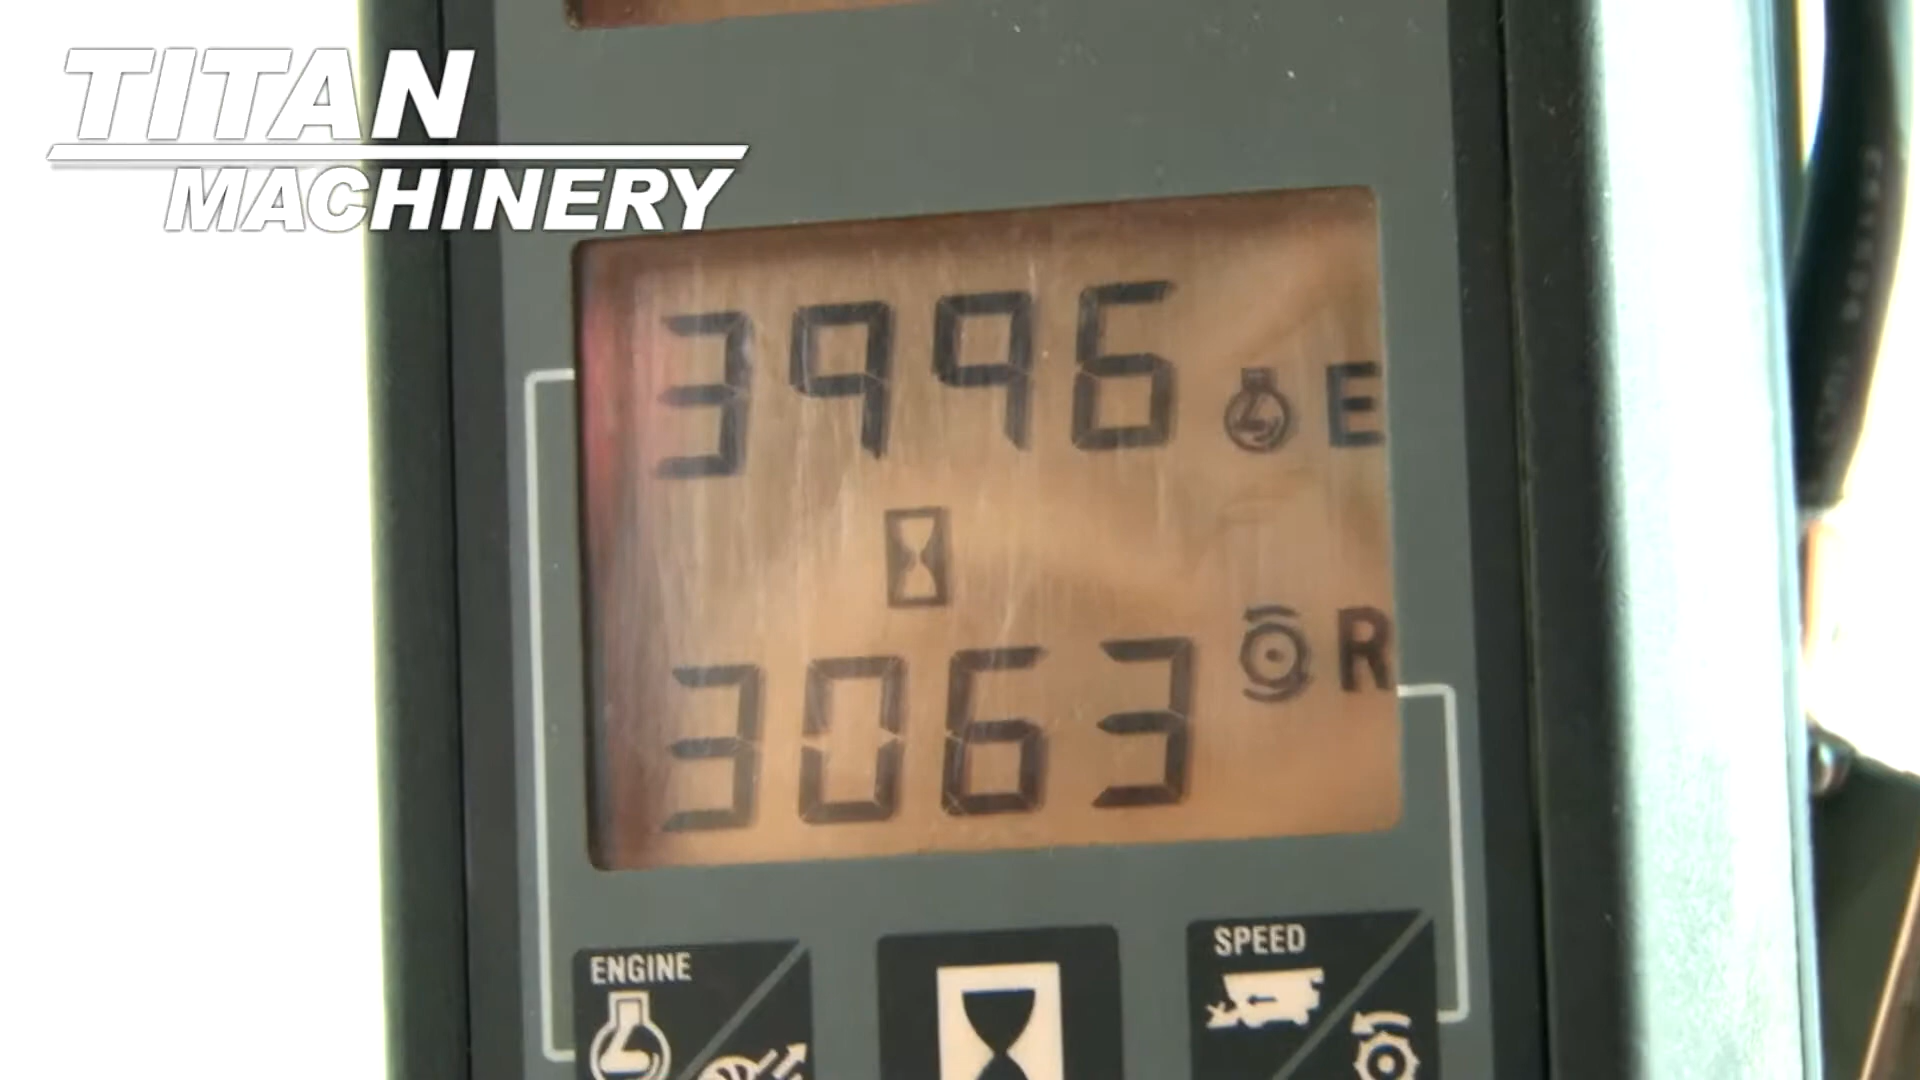 TITAN
MACHINERY
3996 E
3063 R
ENGINE
SPEED